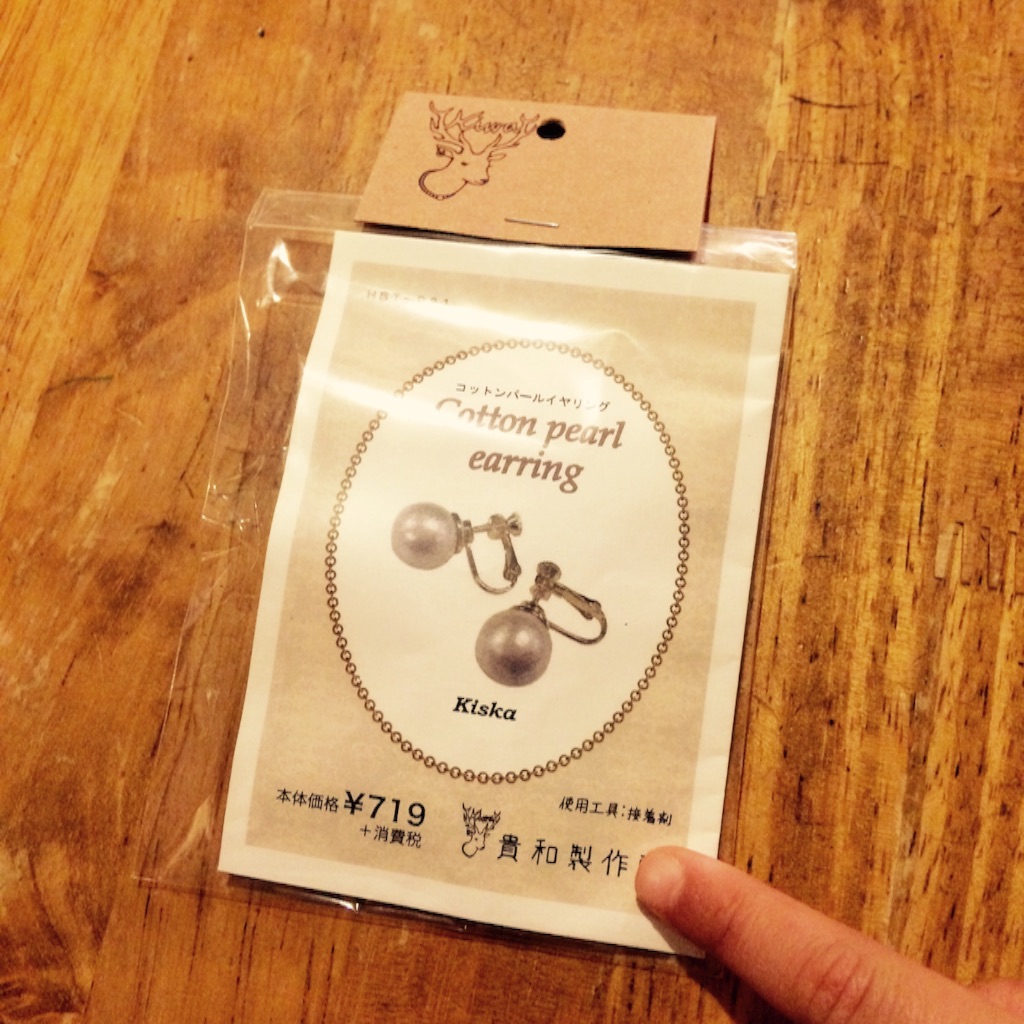 コットンパールイヤリング
Cotton pearl
earring
Kiska
本体価格 ¥719
+消費税
使用工具:接着剤
貴和製作